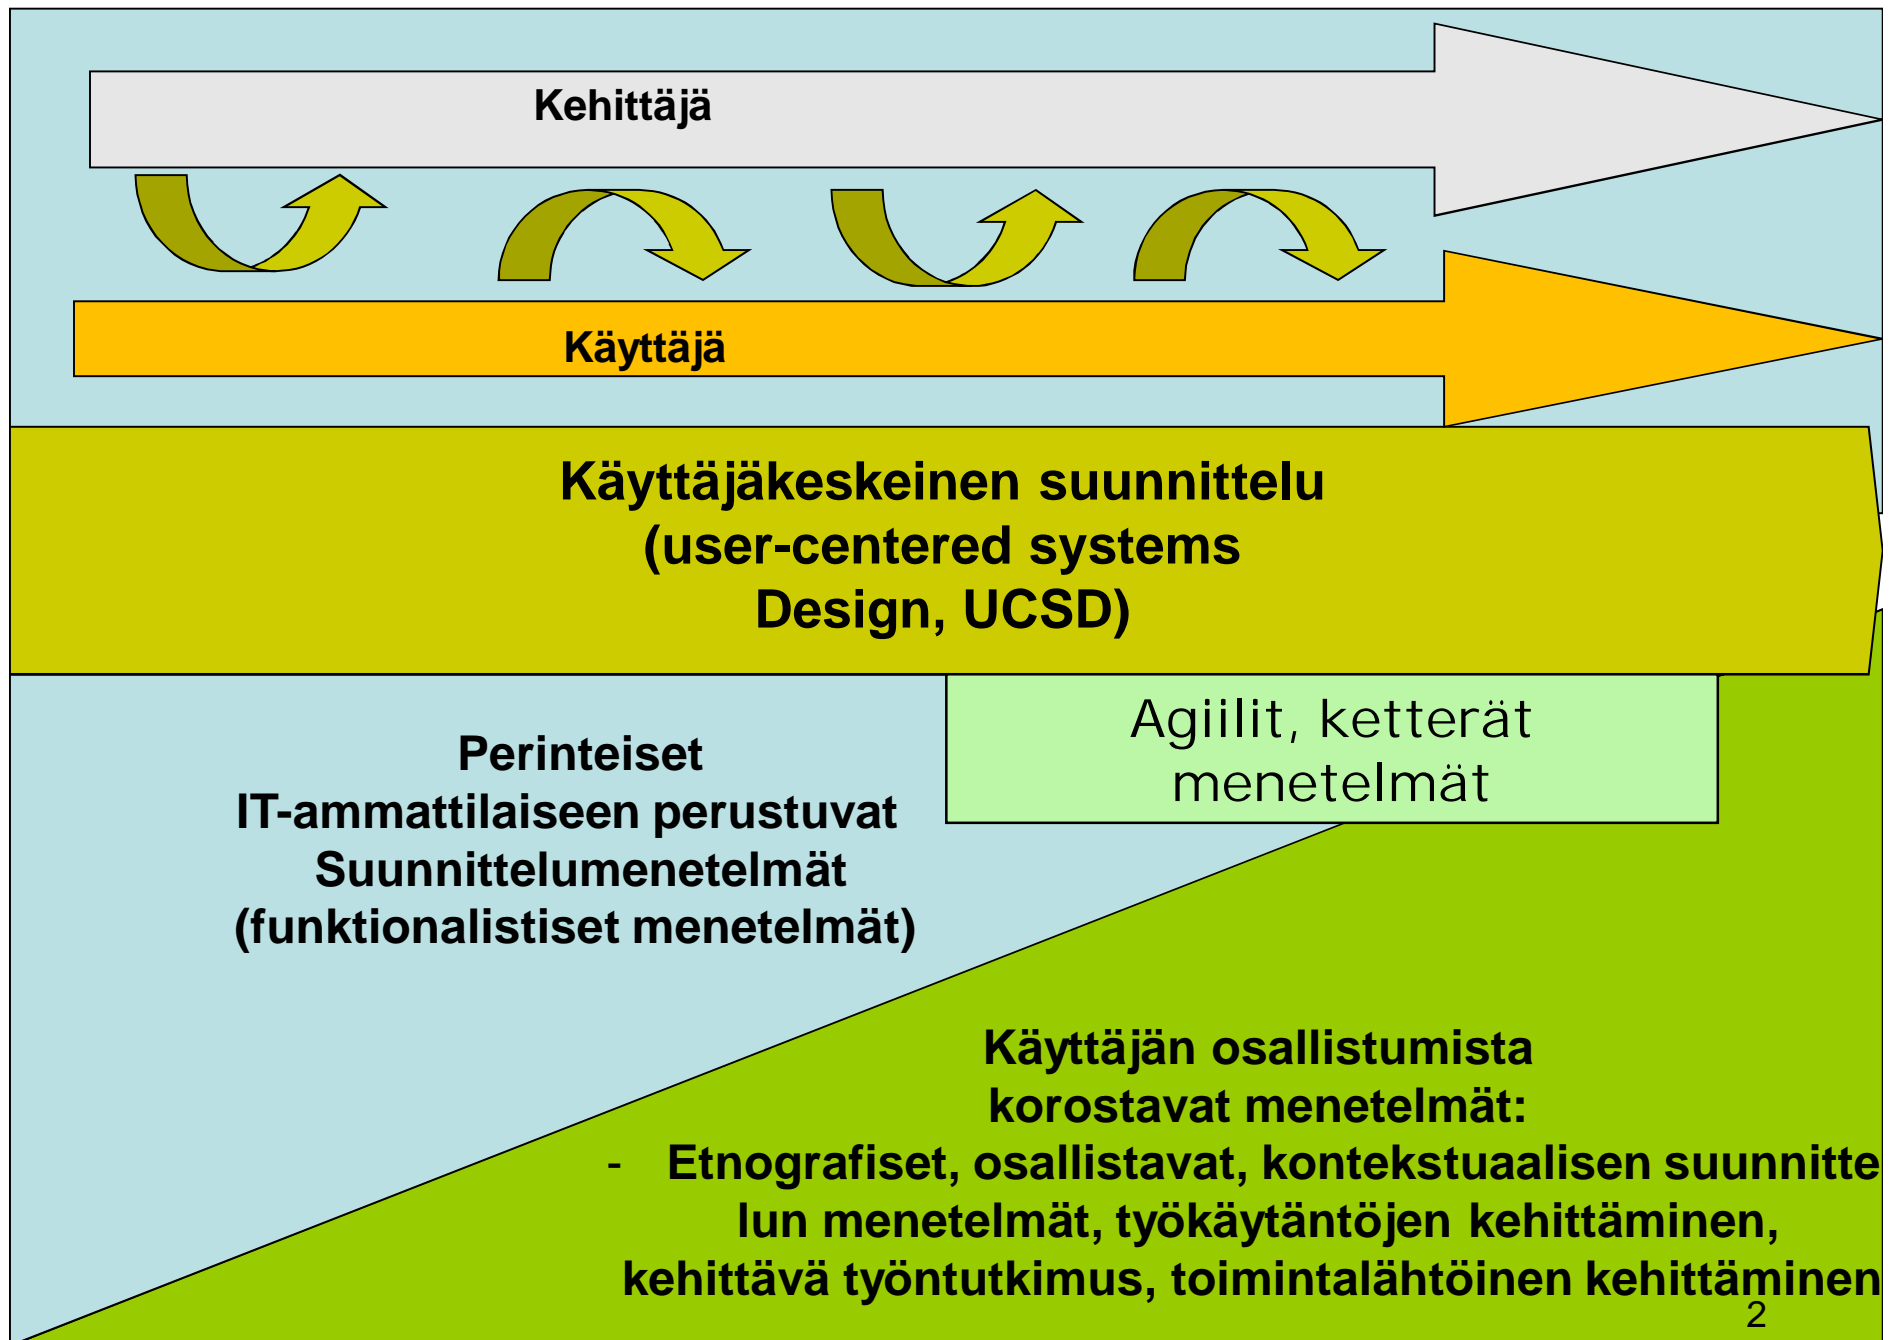 Kehittäjä
Käyttäjä
Käyttäjäkeskeinen suunnittelu
(user-centered systems
Design, UCSD)
Agiilit, ketterät
menetelmät
Perinteiset
IT-ammattilaiseen perustuvat
Suunnittelumenetelmät
(funktionalistiset menetelmät)
Käyttäjän osallistumista
korostavat menetelmät:
- Etnografiset, osallistavat, kontekstuaalisen suunnitte
lun menetelmät, työkäytäntöjen kehittäminen,
kehittävä työntutkimus, toimintalähtöinen kehittäminen
2